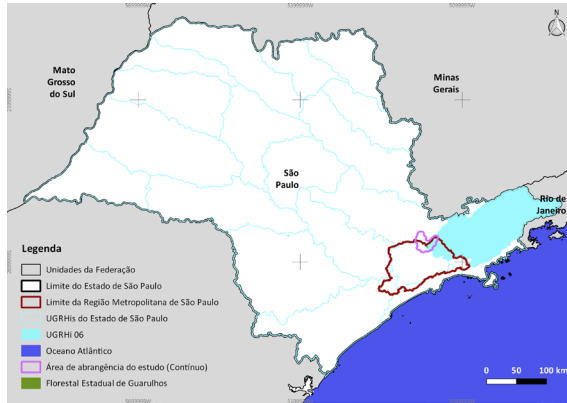 N
Mato
Grosso
do Sul
Minas
Gerais
São
Paulo
Rio de
Janeiro
Legenda
Unidades da Federação
Limite do Estado de São Paulo
Limite da Região Metropolitana de São Paulo
UGRHis do Estado de São Paulo
UGRHi 06
Oceano Atlântico
Área de abrangência do estudo (Contínuo)
Florestal Estadual de Guarulhos
0 50 100 km